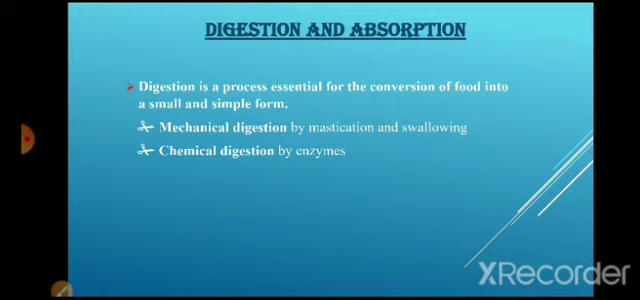 DIGESTION AND ABSORPTION
Digestion is a process essential for the conversion of food into
a small and simple form.
Mechanical digestion by mastication and swallowing
Chemical digestion by enzymes
XRecorder